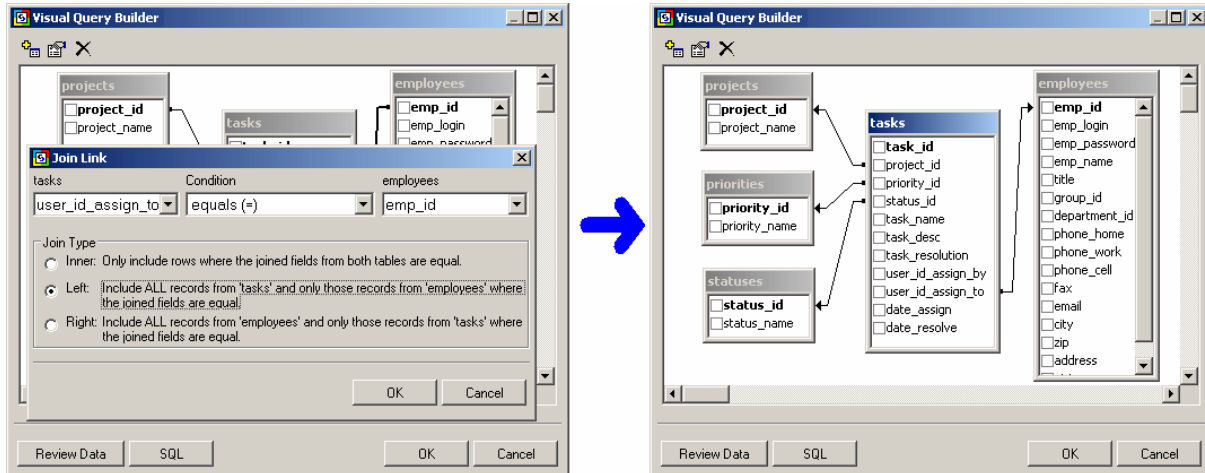 Visual Query Builder
projects
project_id
project_name
tasks
employees
emp_id
emp_login
emp_password
Join Link
tasks Condition employees
user_id_assign_to equals (=) emp_id
Join Type
Inner: Only include rows where the joined fields from both tables are equal.
Left: Include ALL records from 'tasks' and only those records from 'employees' where
the joined fields are equal.
Right: Include ALL records from 'employees' and only those records from 'tasks' where
the joined fields are equal.
OK Cancel
Review Data SQL OK Cancel
Visual Query Builder
projects
project_id
project_name
priorities
priority_id
priority_name
statuses
status_id
status_name
tasks
task_id
project_id
priority_id
status_id
task_name
task_desc
task_resolution
user_id_assign_by
user_id_assign_to
date_assign
date_resolve
employees
emp_id
emp_login
emp_password
emp_name
title
group_id
department_id
phone_home
phone_work
phone_cell
fax
email
city
zip
address
Review Data SQL OK Cancel